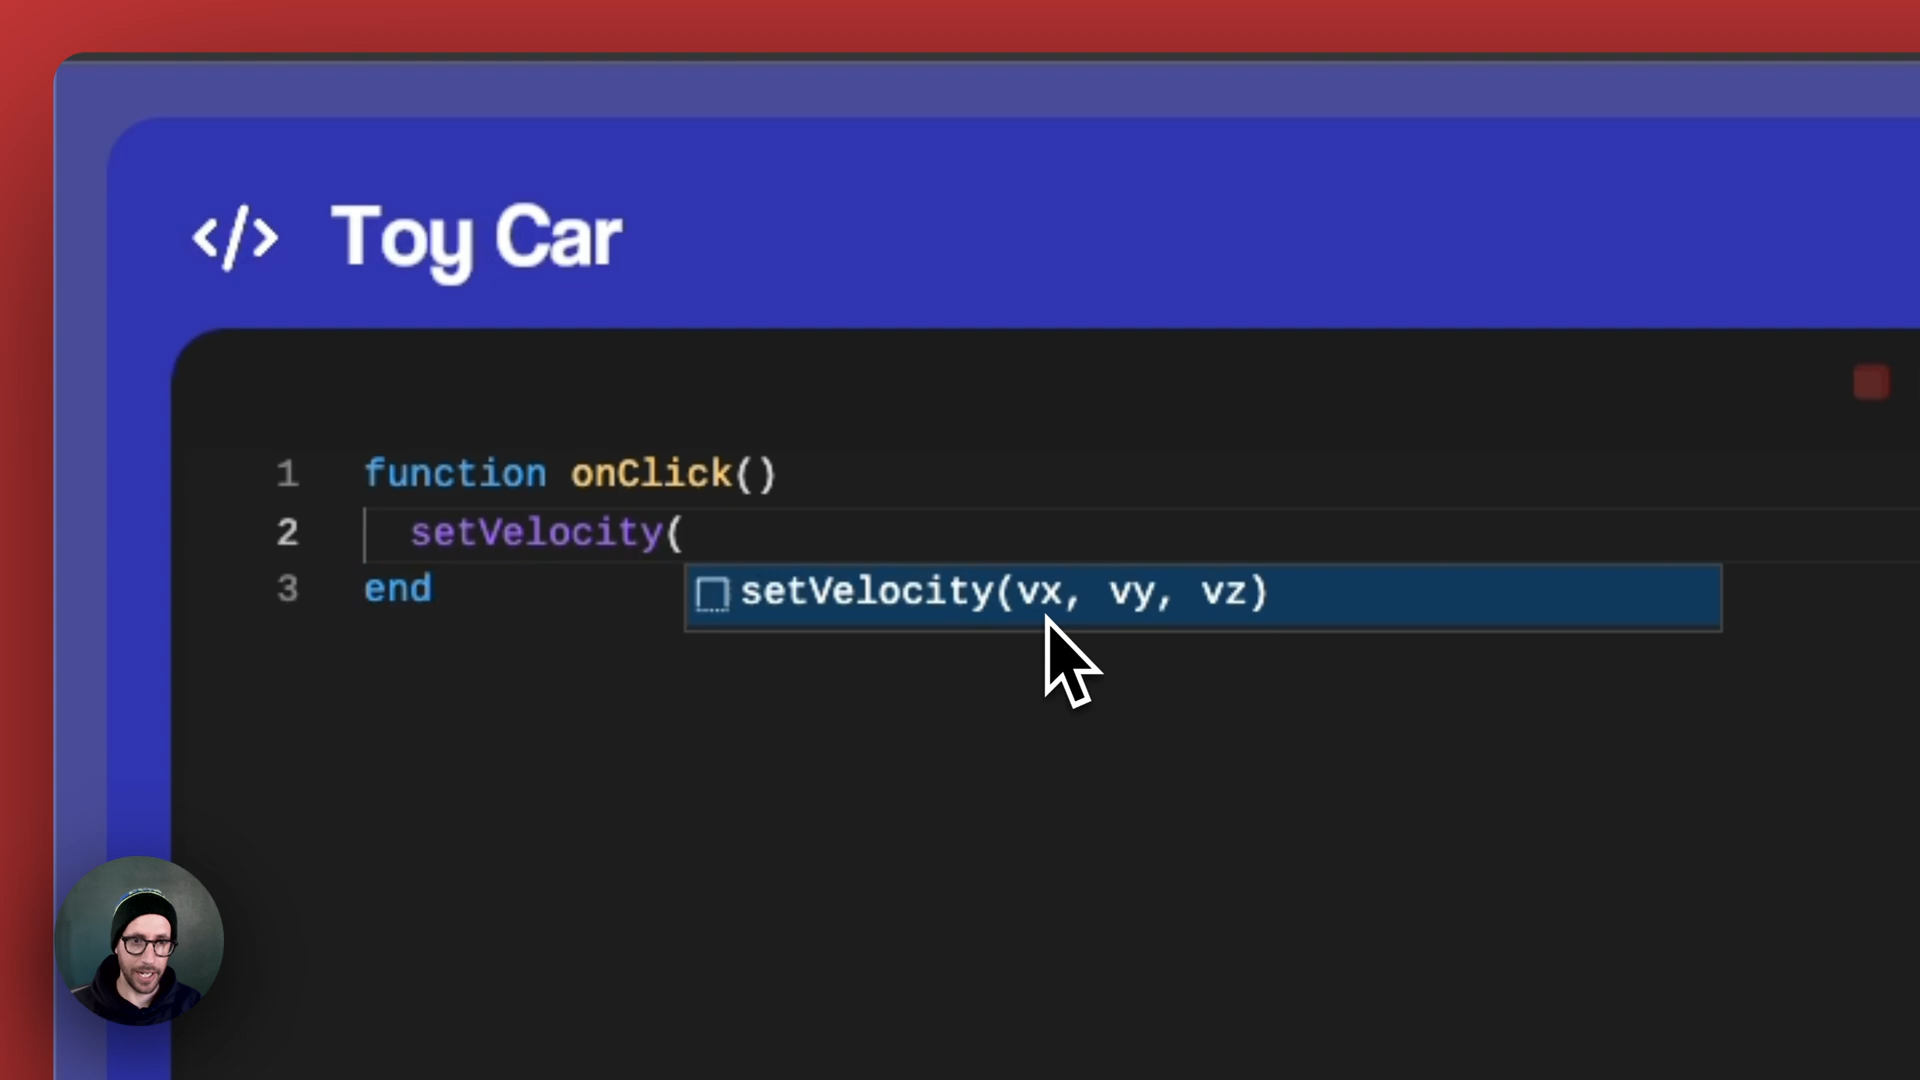 </> Toy Car
1 function onClick()
2 setVelocity(
setVelocity(vx, vy, vz)
3 end